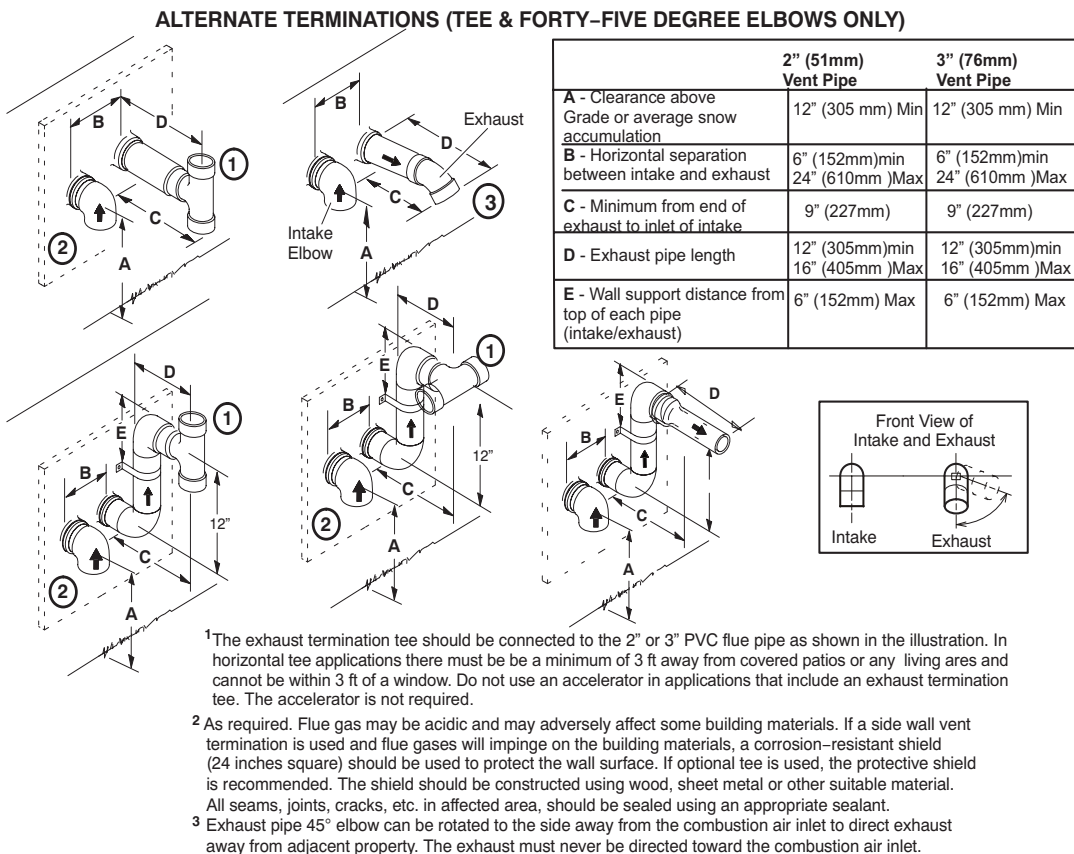 ALTERNATE TERMINATIONS (TEE & FORTY–FIVE DEGREE ELBOWS ONLY)
B
D
1
2
C
A
B
Exhaust
D
C
3
Intake
Elbow
A
2” (51mm)
Vent Pipe
3” (76mm)
Vent Pipe
A - Clearance above
Grade or average snow
accumulation
12” (305 mm) Min
12” (305 mm) Min
B - Horizontal separation
between intake and exhaust
6” (152mm)min
24” (610mm )Max
6” (152mm)min
24” (610mm )Max
C - Minimum from end of
exhaust to inlet of intake
9” (227mm)
9” (227mm)
D - Exhaust pipe length
12” (305mm)min
16” (405mm )Max
12” (305mm)min
16” (405mm )Max
E - Wall support distance from
top of each pipe
(intake/exhaust)
6” (152mm) Max
6” (152mm) Max
D
E
1
B
12”
C
2
A
D
E
1
B
12”
C
2
A
D
E
B
C
A
Front View of
Intake and Exhaust
Intake
Exhaust
1 The exhaust termination tee should be connected to the 2” or 3” PVC flue pipe as shown in the illustration. In
horizontal tee applications there must be be a minimum of 3 ft away from covered patios or any living ares and
cannot be within 3 ft of a window. Do not use an accelerator in applications that include an exhaust termination
tee. The accelerator is not required.
2 As required. Flue gas may be acidic and may adversely affect some building materials. If a side wall vent
termination is used and flue gases will impinge on the building materials, a corrosion–resistant shield
(24 inches square) should be used to protect the wall surface. If optional tee is used, the protective shield
is recommended. The shield should be constructed using wood, sheet metal or other suitable material.
All seams, joints, cracks, etc. in affected area, should be sealed using an appropriate sealant.
3 Exhaust pipe 45° elbow can be rotated to the side away from the combustion air inlet to direct exhaust
away from adjacent property. The exhaust must never be directed toward the combustion air inlet.